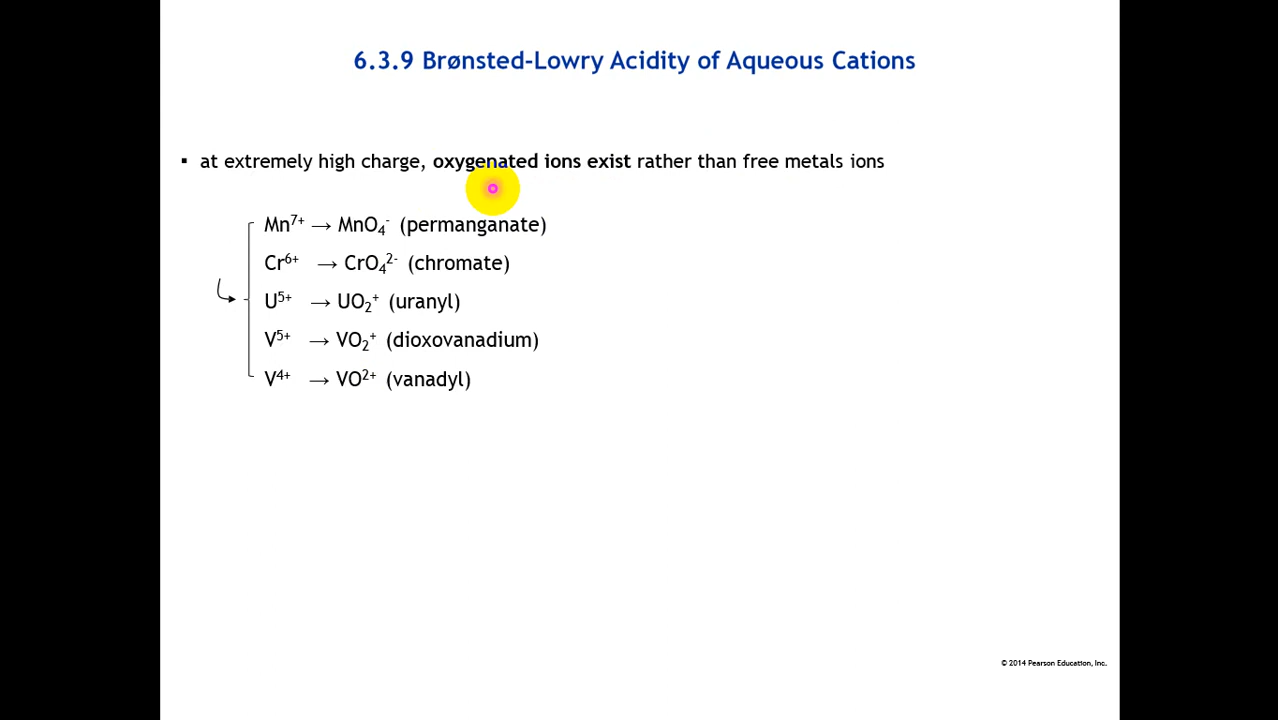 6.3.9 Brønsted-Lowry Acidity of Aqueous Cations
▪ at extremely high charge, oxygenated ions exist rather than free metals ions
Mn⁷⁺ → MnO₄⁻ (permanganate)
Cr⁶⁺ → CrO₄²⁻ (chromate)
U⁵⁺ → UO₂⁺ (uranyl)
V⁵⁺ → VO₂⁺ (dioxovanadium)
V⁴⁺ → VO²⁺ (vanadyl)
© 2014 Pearson Education, Inc.